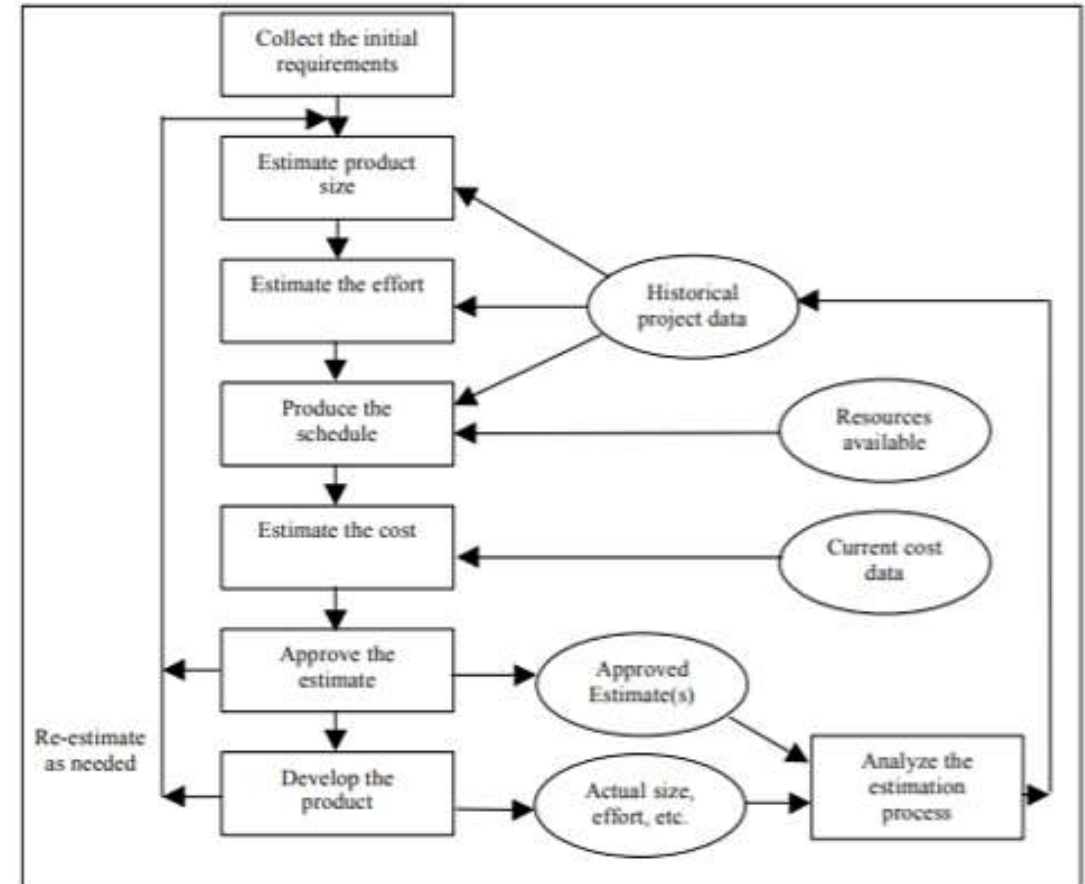 Collect the initial
requirements
Estimate product
size
Estimate the effort
Historical
project data
Produce the
schedule
Resources
available
Estimate the cost
Current cost
data
Approve the
estimate
Approved
Estimate(s)
Re-estimate
as needed
Develop the
product
Actual size,
effort, etc.
Analyze the
estimation
process